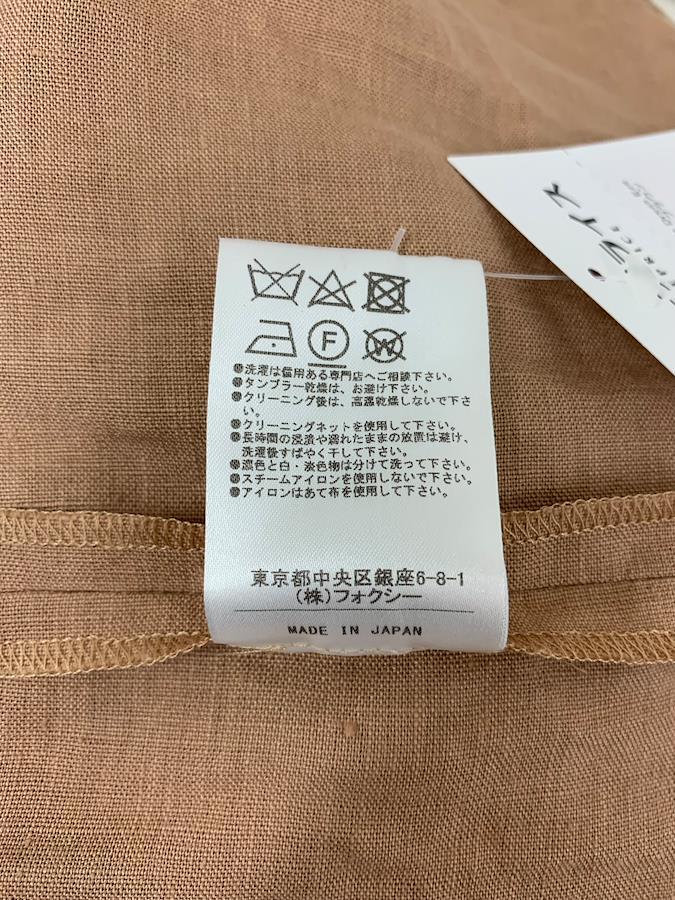 F
W
●洗濯は信用ある専門店へご相談下さい。
●タンブラー乾燥は、お避け下さい。
●クリーニング後は、高温乾燥しないで下さ
い。
●クリーニングネットを使用して下さい。
●長時間の浸漬や濡れたままの放置は避け、
洗濯後すばやく干して下さい。
●濃色と白・淡色物は分けて洗って下さい。
●スチームアイロンを使用しないで下さい。
●アイロンはあて布を使用して下さい。
東京都中央区銀座6-8-1
(株)フォクシー
MADE IN JAPAN
ライス
PRICE